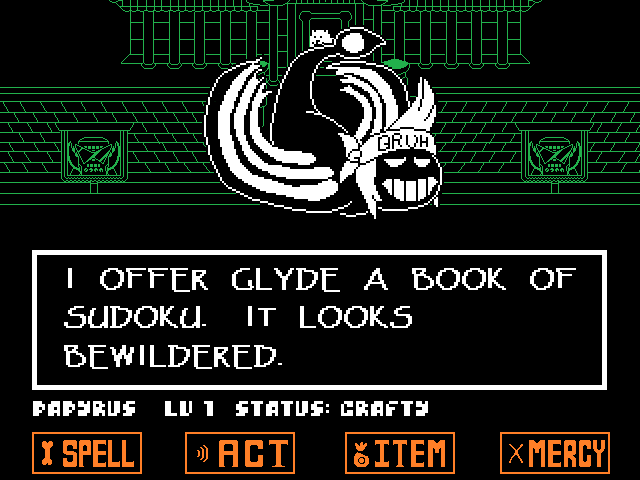 BRUH
I OFFER GLYDE A BOOK OF
SUDOKU. IT LOOKS
BEWILDERED.
PAPYRUS LV 1 STATUS: CRAFTY
SPELL ACT ITEM MERCY